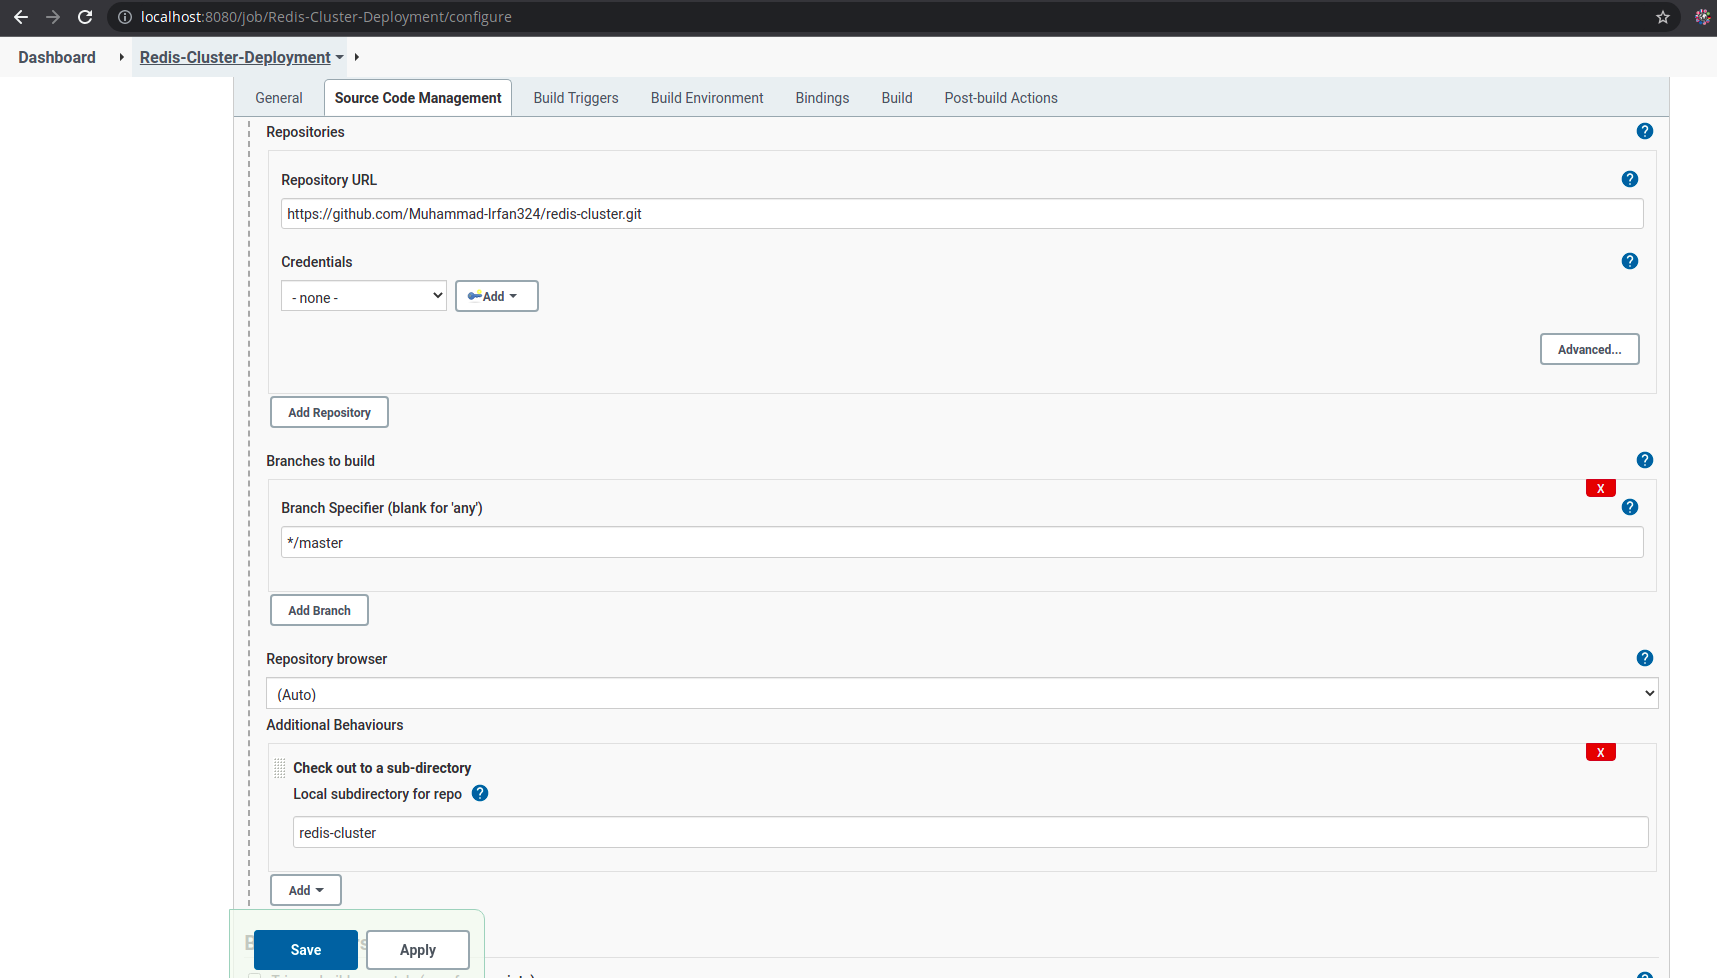 localhost:8080/job/Redis-Cluster-Deployment/configure
Dashboard Redis-Cluster-Deployment
General Source Code Management Build Triggers Build Environment Bindings Build Post-build Actions
Repositories ?
Repository URL ?
https://github.com/Muhammad-Irfan324/redis-cluster.git
Credentials ?
- none - Add
Advanced...
Add Repository
Branches to build ?
X
Branch Specifier (blank for 'any') ?
*/master
Add Branch
Repository browser ?
(Auto)
Additional Behaviours
X
Check out to a sub-directory
Local subdirectory for repo ?
redis-cluster
Add
Save Apply